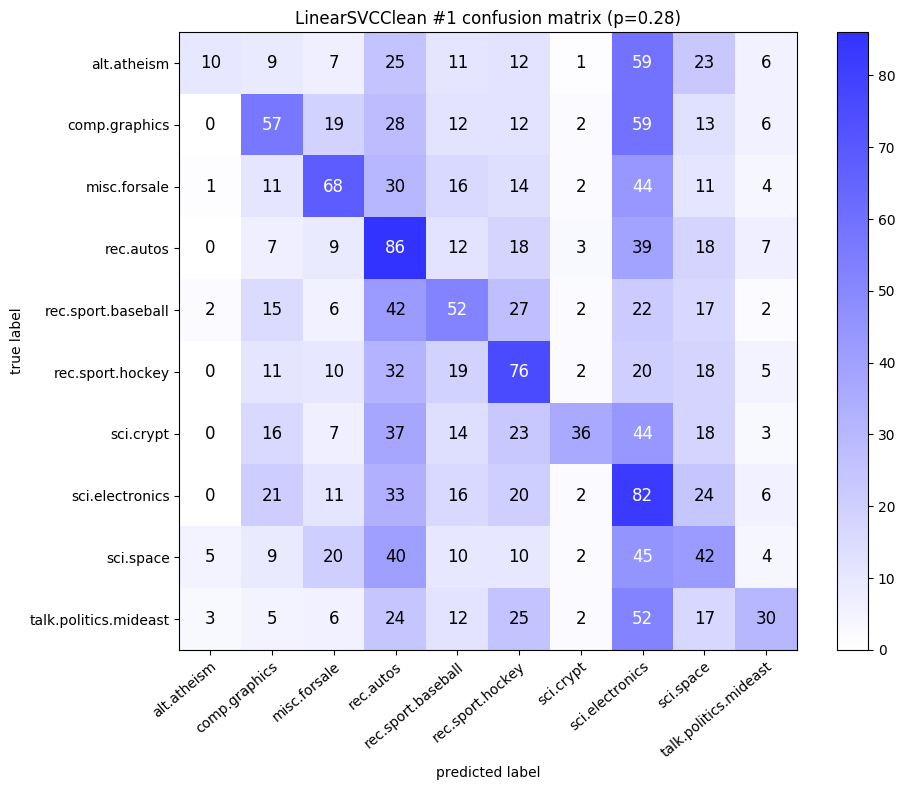 LinearSVCClean #1 confusion matrix (p=0.28)
alt.atheism 10 9 7 25 11 12 1 59 23 6
comp.graphics 0 57 19 28 12 12 2 59 13 6
misc.forsale 1 11 68 30 16 14 2 44 11 4
rec.autos 0 7 9 86 12 18 3 39 18 7
rec.sport.baseball 2 15 6 42 52 27 2 22 17 2
rec.sport.hockey 0 11 10 32 19 76 2 20 18 5
sci.crypt 0 16 7 37 14 23 36 44 18 3
sci.electronics 0 21 11 33 16 20 2 82 24 6
sci.space 5 9 20 40 10 10 2 45 42 4
talk.politics.mideast 3 5 6 24 12 25 2 52 17 30
true label
alt.atheism
comp.graphics
misc.forsale
rec.autos
rec.sport.baseball
rec.sport.hockey
sci.crypt
sci.electronics
sci.space
talk.politics.mideast
predicted label
80
70
60
50
40
30
20
10
0